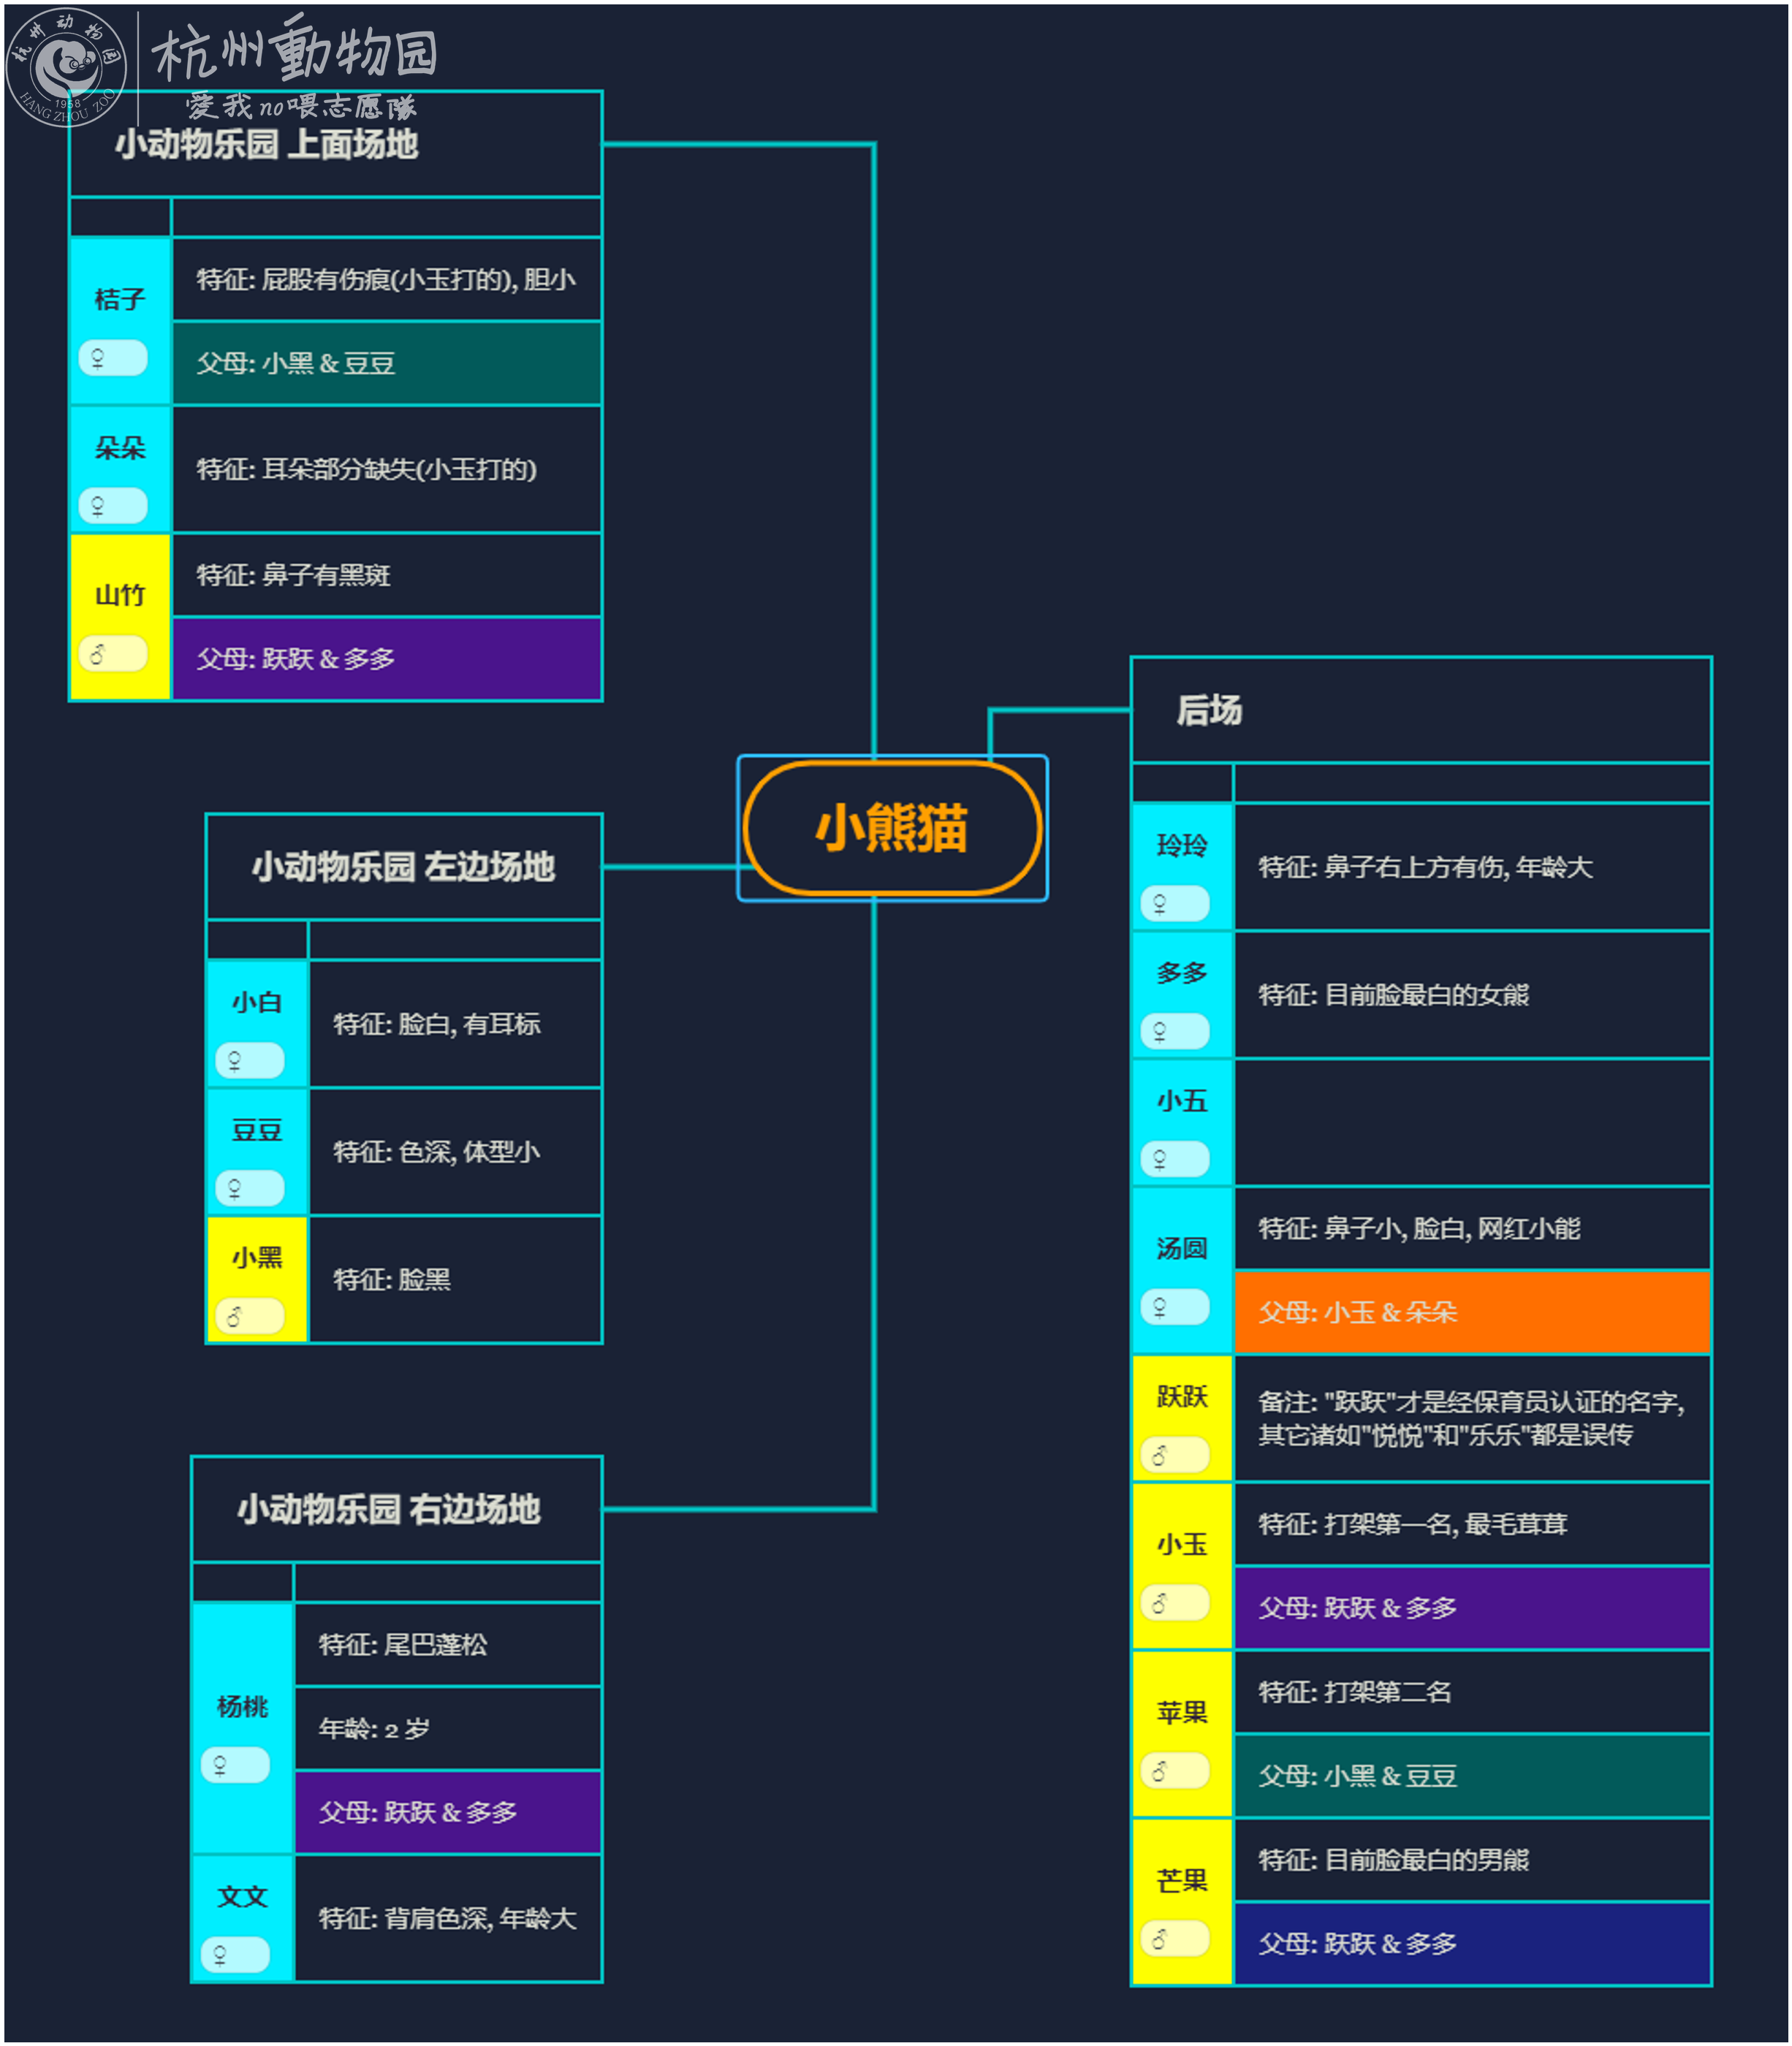 杭州动物园
1958
HANG ZHOU ZOO
杭州動物园
爱我no喂志愿隊
小动物乐园 上面场地
桔子
♀
特征: 屁股有伤痕(小玉打的), 胆小
父母: 小黑 & 豆豆
朵朵
♀
特征: 耳朵部分缺失(小玉打的)
山竹
♂
特征: 鼻子有黑斑
父母: 跃跃 & 多多
小熊猫
小动物乐园 左边场地
小白
♀
特征: 脸白, 有耳标
豆豆
♀
特征: 色深, 体型小
小黑
♂
特征: 脸黑
小动物乐园 右边场地
杨桃
♀
特征: 尾巴蓬松
年龄: 2 岁
父母: 跃跃 & 多多
文文
♀
特征: 背肩色深, 年龄大
后场
玲玲
♀
特征: 鼻子右上方有伤, 年龄大
多多
♀
特征: 目前脸最白的女熊
小五
♀
汤圆
♀
特征: 鼻子小, 脸白, 网红小能
父母: 小玉 & 朵朵
跃跃
♂
备注: "跃跃"才是经保育员认证的名字,
其它诸如"悦悦"和"乐乐"都是误传
小玉
♂
特征: 打架第一名, 最毛茸茸
父母: 跃跃 & 多多
苹果
♂
特征: 打架第二名
父母: 小黑 & 豆豆
芒果
♂
特征: 目前脸最白的男熊
父母: 跃跃 & 多多